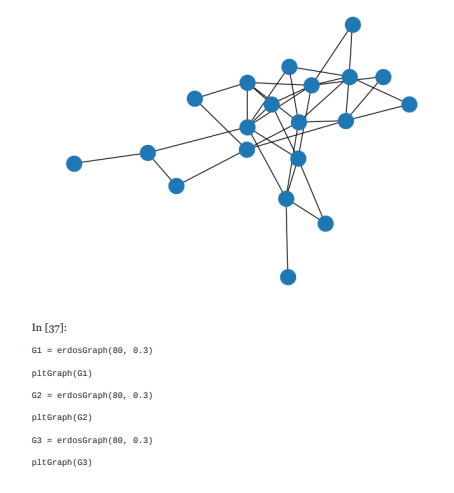 In [37]:
G1 = erdosGraph(80, 0.3)
pltGraph(G1)
G2 = erdosGraph(80, 0.3)
pltGraph(G2)
G3 = erdosGraph(80, 0.3)
pltGraph(G3)